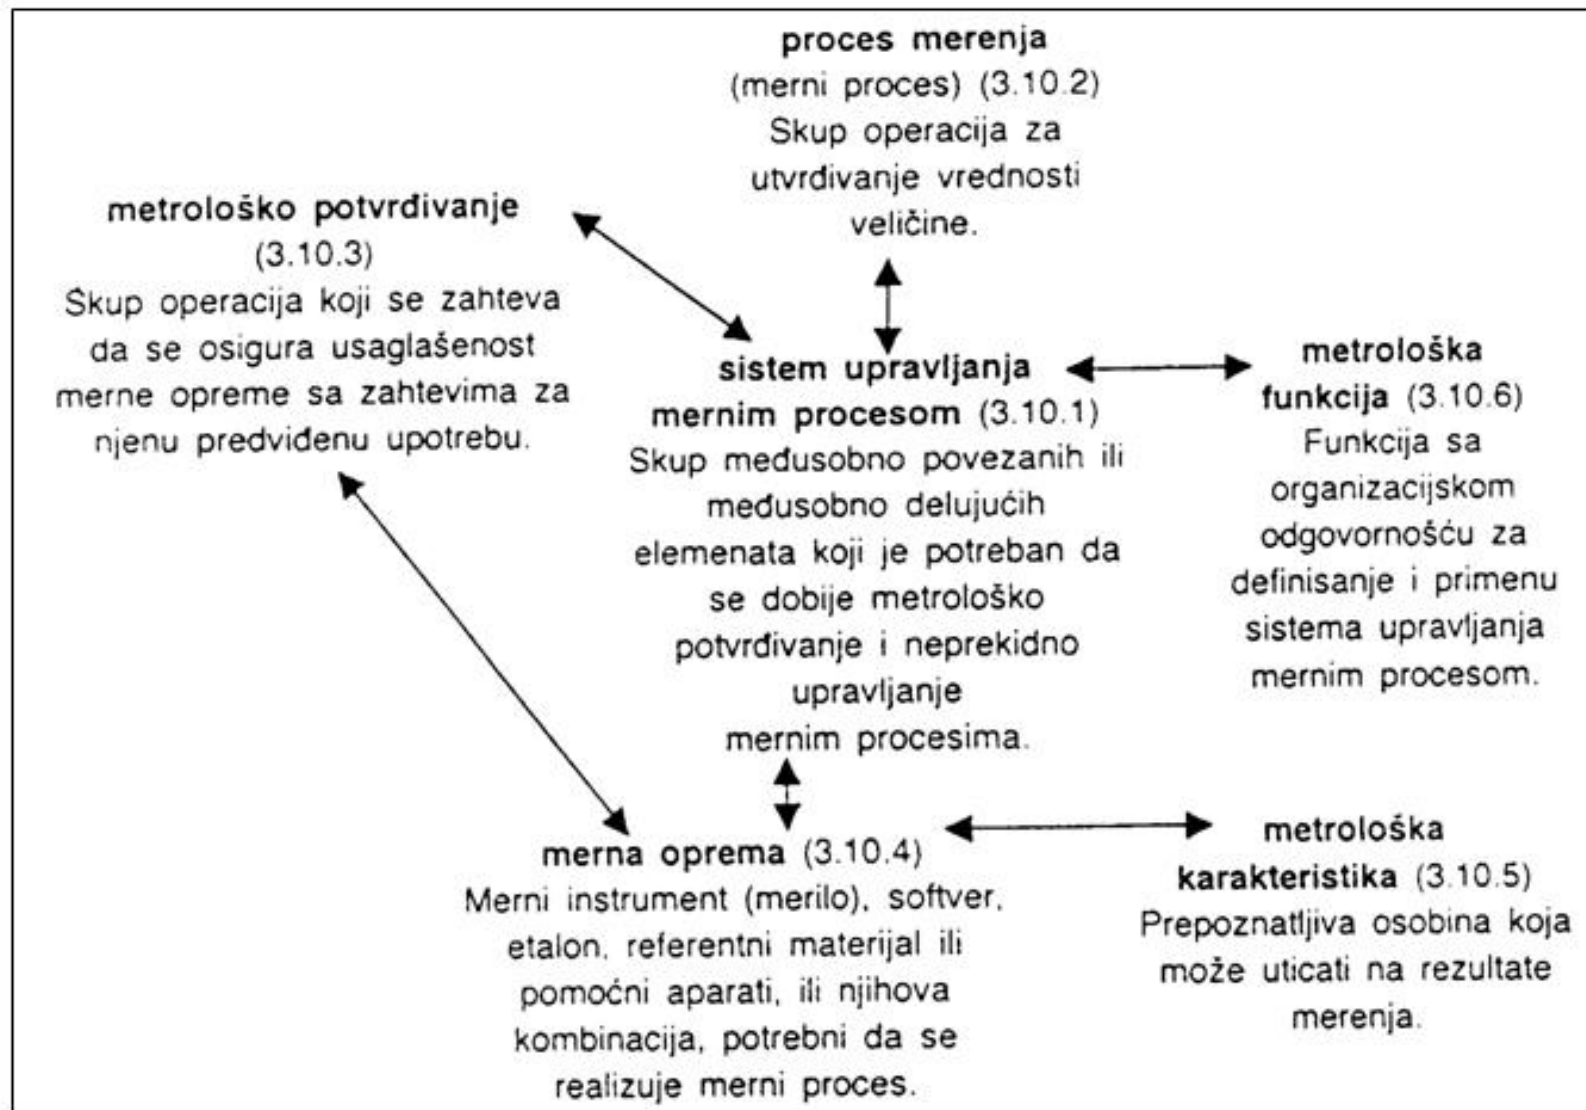 proces merenja
(merni proces) (3.10.2)
Skup operacija za
utvrđivanje vrednosti
veličine.
metrološko potvrđivanje
(3.10.3)
Skup operacija koji se zahteva
da se osigura usaglašenost
merne opreme sa zahtevima za
njenu predviđenu upotrebu.
sistem upravljanja
mernim procesom (3.10.1)
Skup međusobno povezanih ili
međusobno delujućih
elemenata koji je potreban da
se dobije metrološko
potvrđivanje i neprekidno
upravljanje
mernim procesima.
metrološka
funkcija (3.10.6)
Funkcija sa
organizacijskom
odgovornošću za
definisanje i primenu
sistema upravljanja
mernim procesom.
merna oprema (3.10.4)
Merni instrument (merilo), softver,
etalon, referentni materijal ili
pomoćni aparati, ili njihova
kombinacija, potrebni da se
realizuje merni proces.
metrološka
karakteristika (3.10.5)
Prepoznatljiva osobina koja
može uticati na rezultate
merenja.